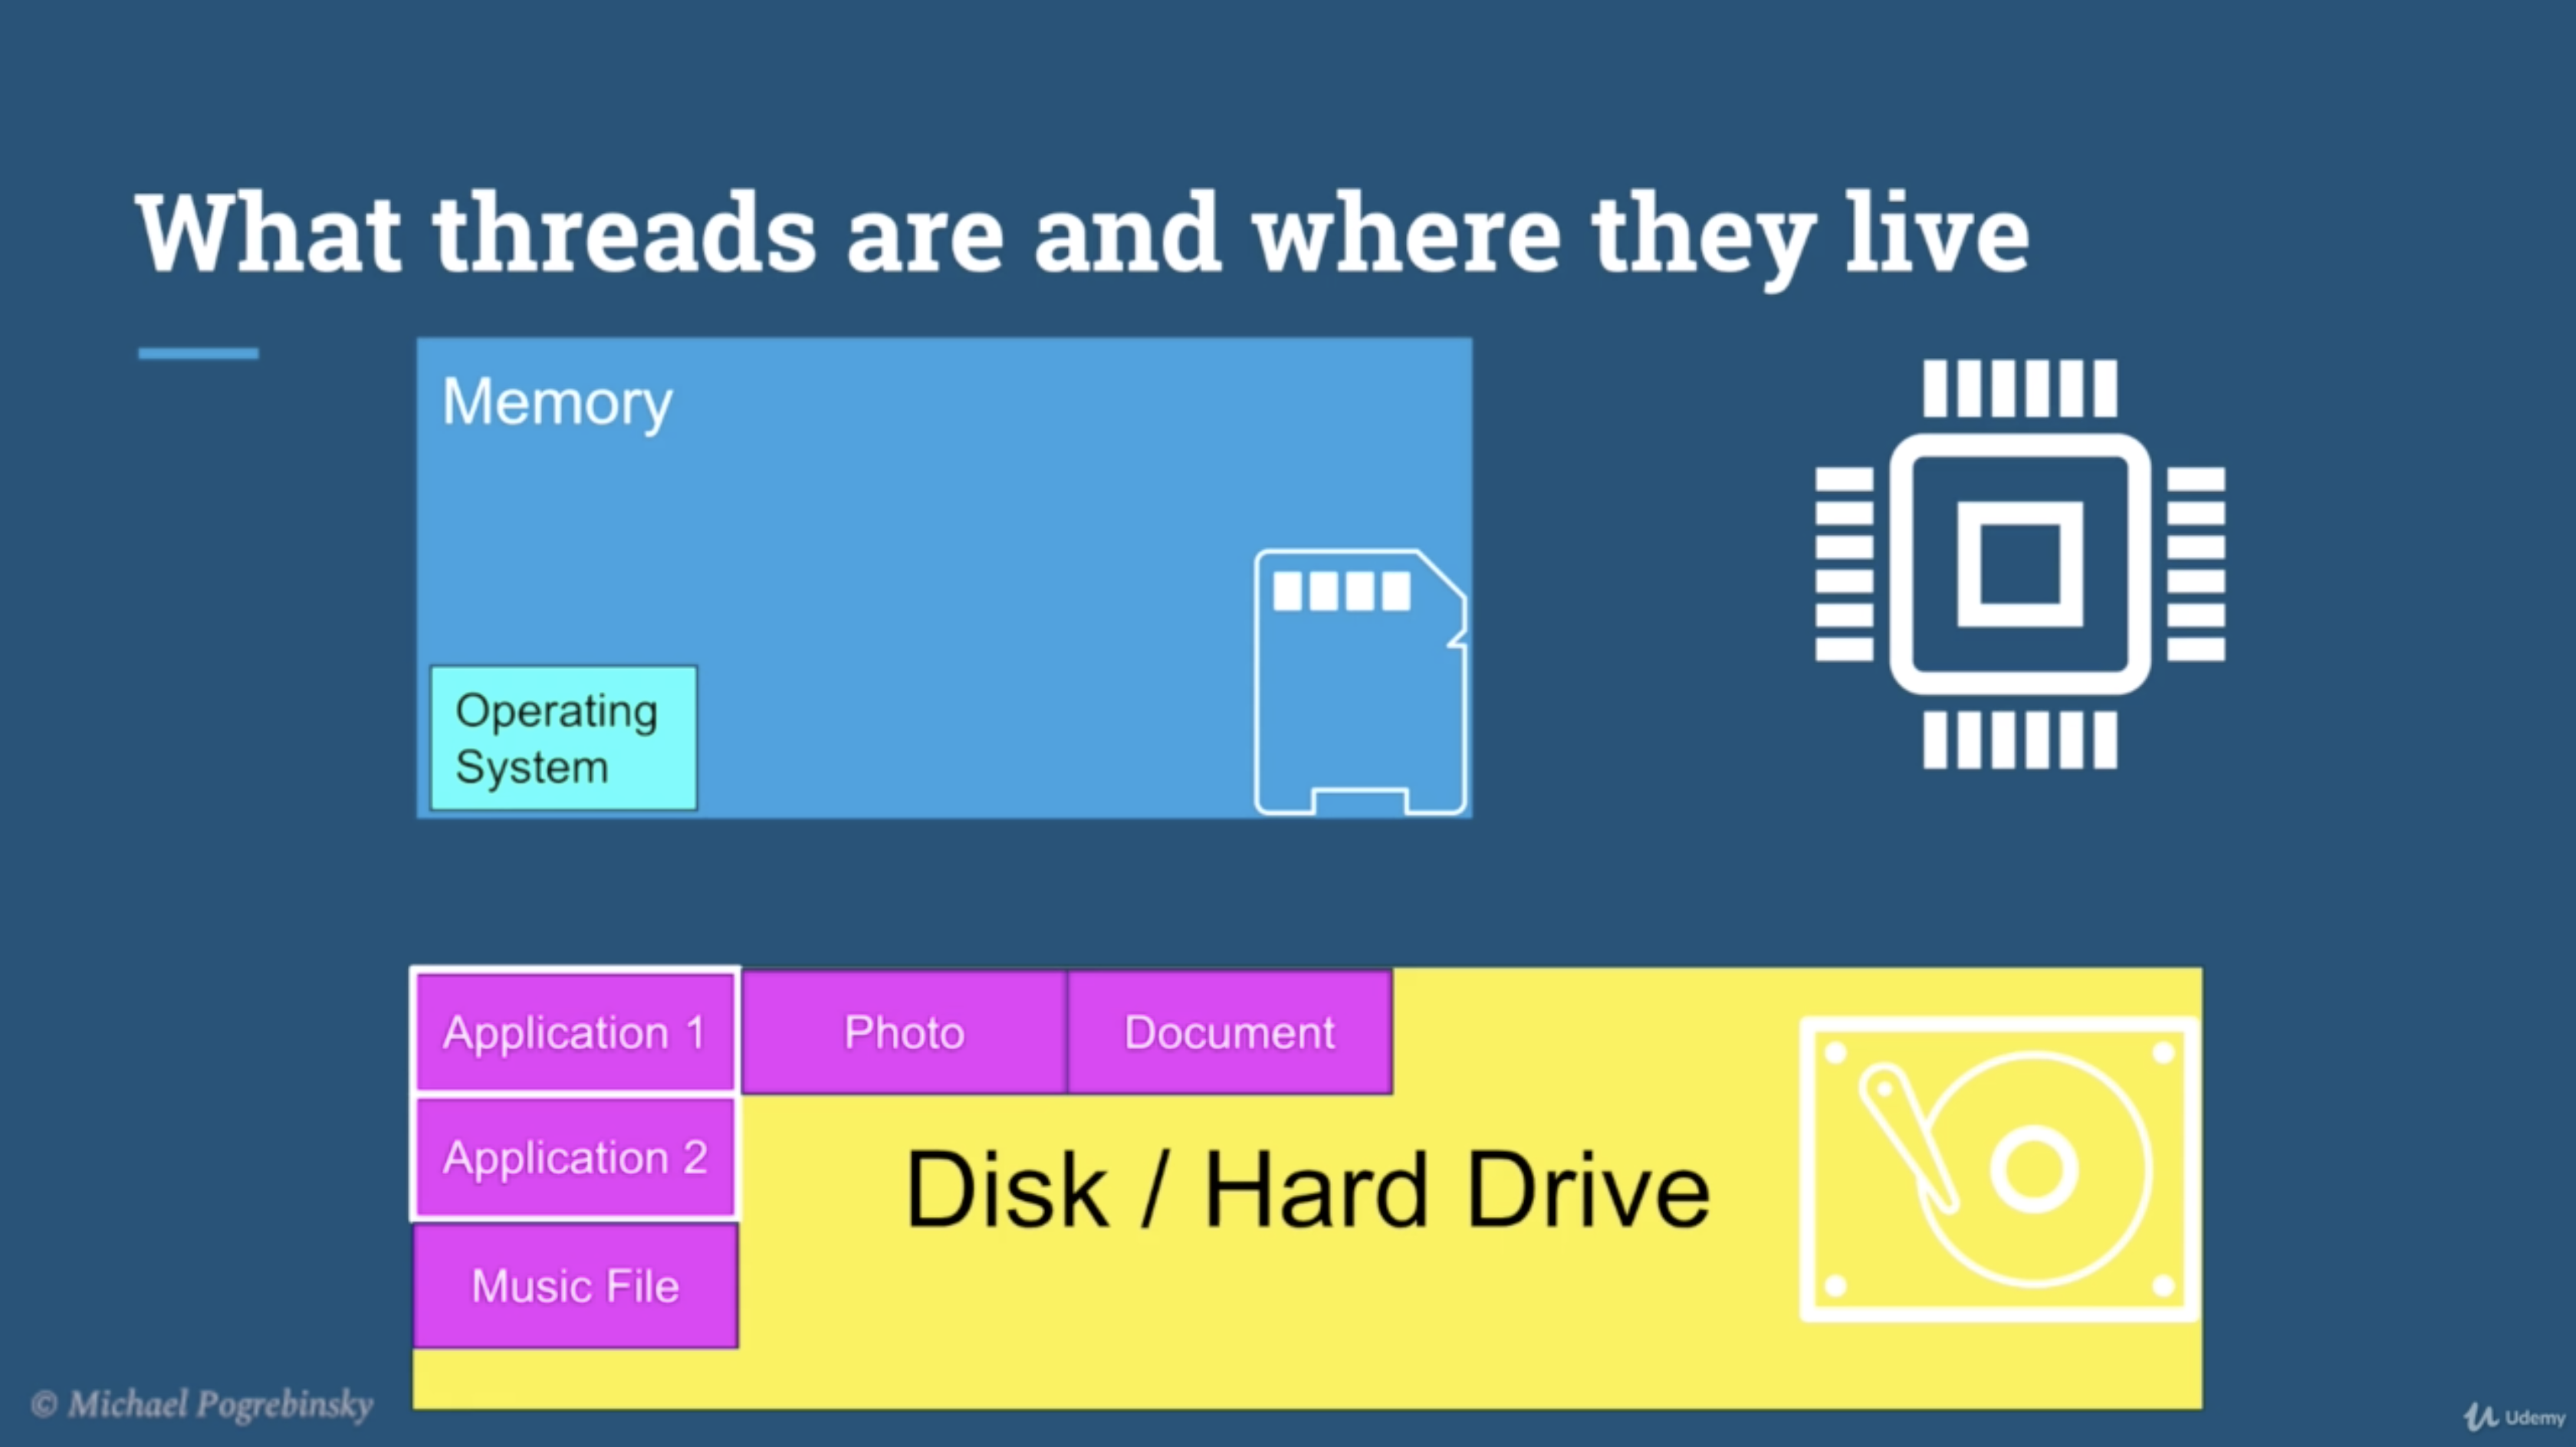 What threads are and where they live
Memory
Operating
System
Application 1
Photo
Document
Application 2
Disk / Hard Drive
Music File
© Michael Pogrebinsky
Udemy